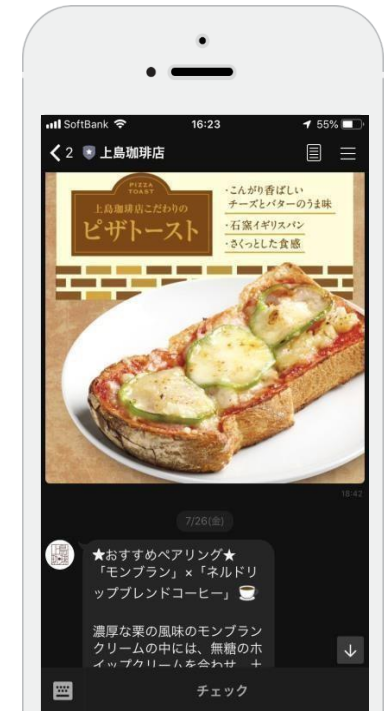 SoftBank 16:23 55%
2 上島珈琲店
PIZZA
TOAST
上島珈琲店こだわりの
ピザトースト
・こんがり香ばしい
チーズとバターのうま味
・石窯イギリスパン
・さくっとした食感
18:42
7/26(金)
★おすすめペアリング★
「モンブラン」×「ネルドリ
ップブレンドコーヒー」
濃厚な栗の風味のモンブラン
クリームの中には、無糖のホ
イップクリームを合わせ、土
チェック